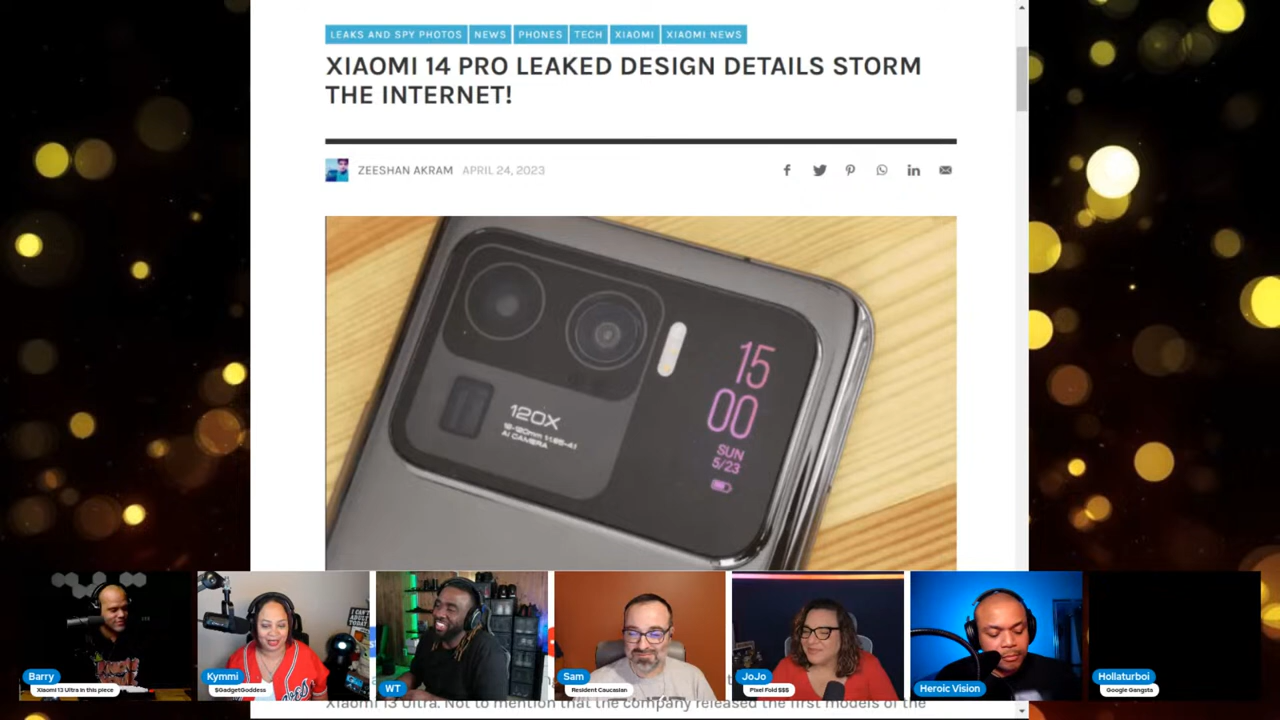 LEAKS AND SPY PHOTOS NEWS PHONES TECH XIAOMI XIAOMI NEWS
XIAOMI 14 PRO LEAKED DESIGN DETAILS STORM
THE INTERNET!
ZEESHAN AKRAM APRIL 24, 2023
15
00
SUN
5/23
120X
AI CAMERA
I CAN'T
ADULT
TODAY
Barry
Xiaomi 13 Ultra in this piece
Kymmi
$GadgetGoddess
WT
Sam
Resident Caucasian
JoJo
Pixel Fold $$$
Heroic Vision
Hollaturboi
Google Gangsta
Xiaomi 13 Ultra. Not to mention that the company released the first models of the